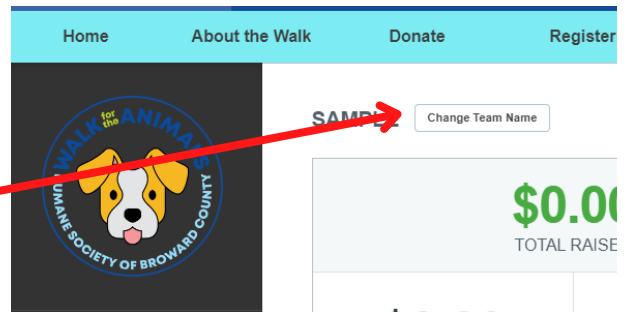 Home About the Walk Donate Register
WALK for the ANIMALS
HUMANE SOCIETY OF BROWARD COUNTY
SAMPLE Change Team Name
$0.00
TOTAL RAISE